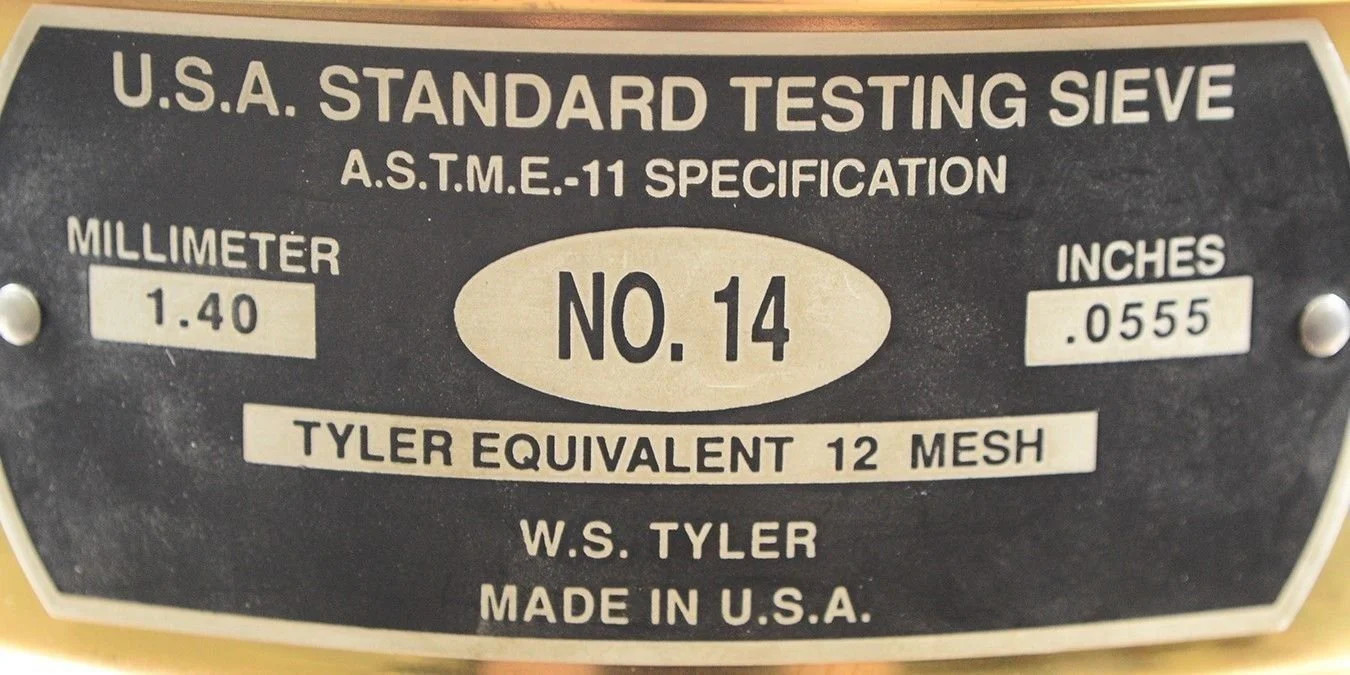 U.S.A. STANDARD TESTING SIEVE
A.S.T.M.E.-11 SPECIFICATION
MILLIMETER
1.40
NO. 14
INCHES
.0555
TYLER EQUIVALENT 12 MESH
W.S. TYLER
MADE IN U.S.A.